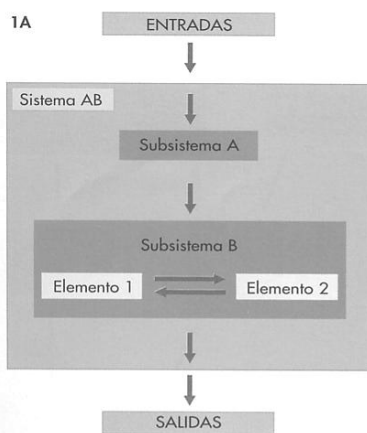 1A
ENTRADAS
Sistema AB
Subsistema A
Subsistema B
Elemento 1
Elemento 2
SALIDAS